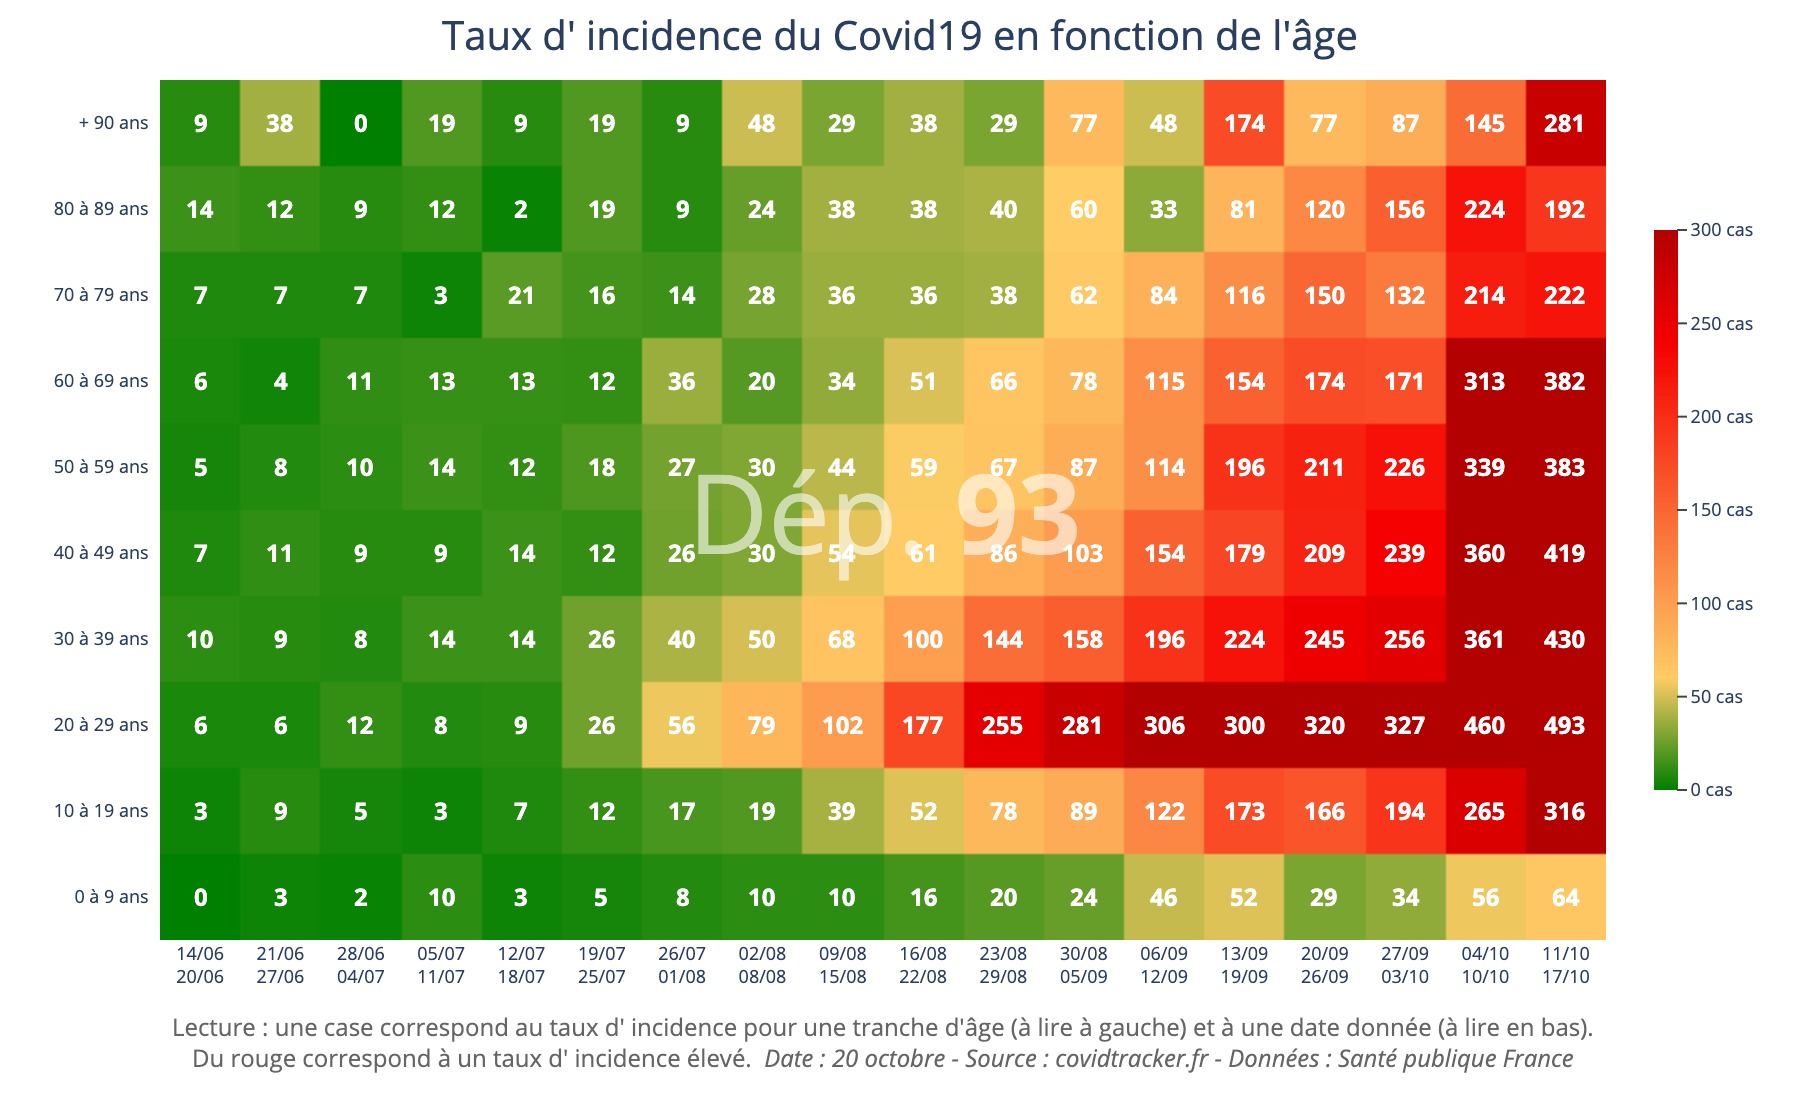 Taux d' incidence du Covid19 en fonction de l'âge
+ 90 ans 9 38 0 19 9 19 9 48 29 38 29 77 48 174 77 87 145 281
80 à 89 ans 14 12 9 12 2 19 9 24 38 38 40 60 33 81 120 156 224 192
70 à 79 ans 7 7 7 3 21 16 14 28 36 36 38 62 84 116 150 132 214 222
60 à 69 ans 6 4 11 13 13 12 36 20 34 51 66 78 115 154 174 171 313 382
50 à 59 ans 5 8 10 14 12 18 27 30 44 59 67 87 114 196 211 226 339 383
Dép. 93
40 à 49 ans 7 11 9 9 14 12 26 30 54 61 86 103 154 179 209 239 360 419
30 à 39 ans 10 9 8 14 14 26 40 50 68 100 144 158 196 224 245 256 361 430
20 à 29 ans 6 6 12 8 9 26 56 79 102 177 255 281 306 300 320 327 460 493
10 à 19 ans 3 9 5 3 7 12 17 19 39 52 78 89 122 173 166 194 265 316
0 à 9 ans 0 3 2 10 3 5 8 10 10 16 20 24 46 52 29 34 56 64
14/06 21/06 28/06 05/07 12/07 19/07 26/07 02/08 09/08 16/08 23/08 30/08 06/09 13/09 20/09 27/09 04/10 11/10
20/06 27/06 04/07 11/07 18/07 25/07 01/08 08/08 15/08 22/08 29/08 05/09 12/09 19/09 26/09 03/10 10/10 17/10
300 cas
250 cas
200 cas
150 cas
100 cas
50 cas
0 cas
Lecture : une case correspond au taux d' incidence pour une tranche d'âge (à lire à gauche) et à une date donnée (à lire en bas).
Du rouge correspond à un taux d' incidence élevé. Date : 20 octobre - Source : covidtracker.fr - Données : Santé publique France